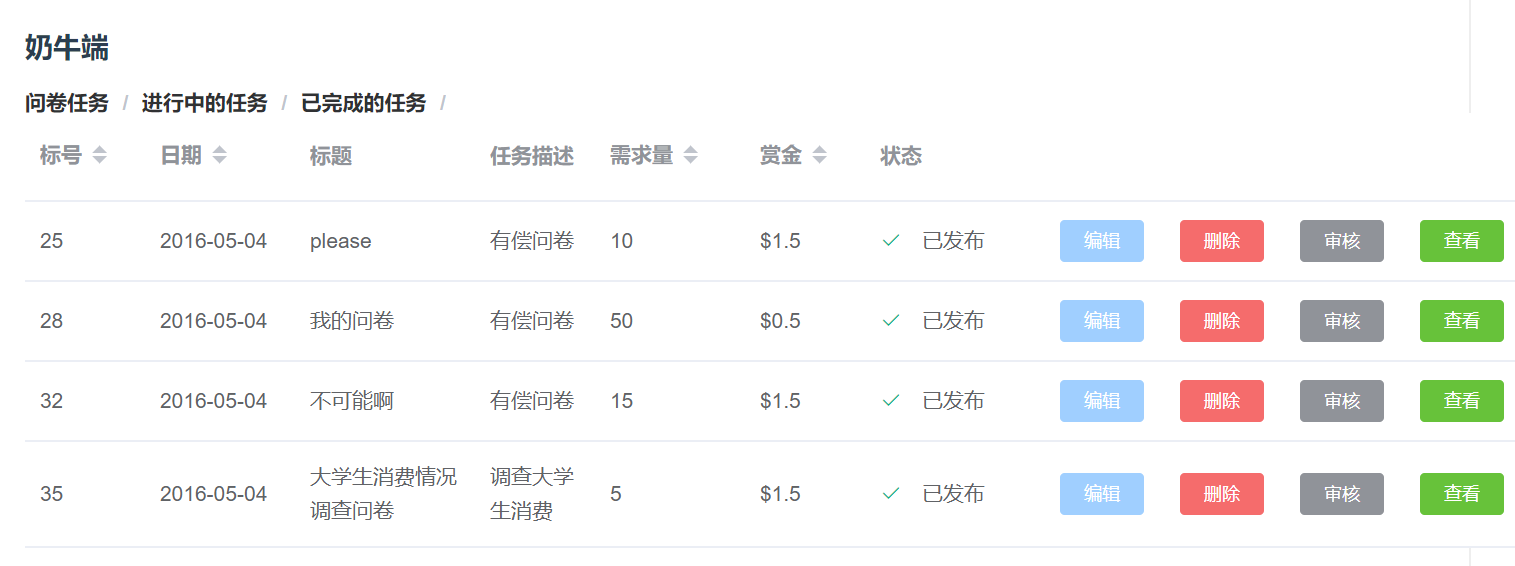 奶牛端
问卷任务 / 进行中的任务 / 已完成的任务 /
标号 日期 标题 任务描述 需求量 赏金 状态
25 2016-05-04 please 有偿问卷 10 $1.5 已发布 编辑 删除 审核 查看
28 2016-05-04 我的问卷 有偿问卷 50 $0.5 已发布 编辑 删除 审核 查看
32 2016-05-04 不可能啊 有偿问卷 15 $1.5 已发布 编辑 删除 审核 查看
大学生消费情况 调查大学
35 2016-05-04 5 $1.5 已发布 编辑 删除 审核 查看
调查问卷 生消费